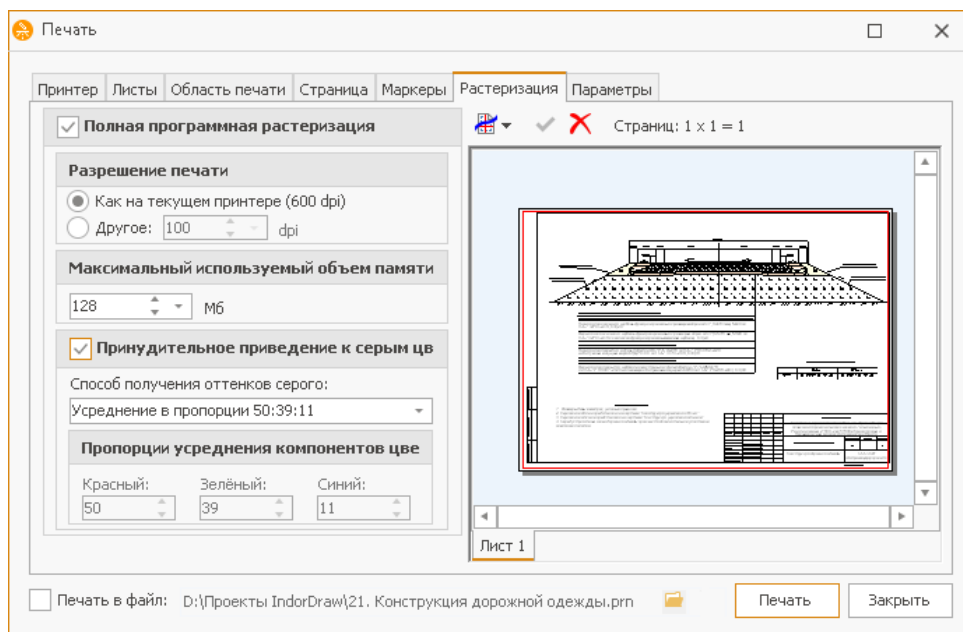 Печать
Принтер Листы Область печати Страница Маркеры Растеризация Параметры
Полная программная растеризация
Страниц: 1 x 1 = 1
Разрешение печати
Как на текущем принтере (600 dpi)
Другое: 100 dpi
Максимальный используемый объем памяти
128 Мб
Принудительное приведение к серым цв
Способ получения оттенков серого:
Усреднение в пропорции 50:39:11
Пропорции усреднения компонентов цве
Красный: Зелёный: Синий:
50 39 11
Лист 1
Печать в файл: D:\Проекты IndorDraw\21. Конструкция дорожной одежды.prn Печать Закрыть